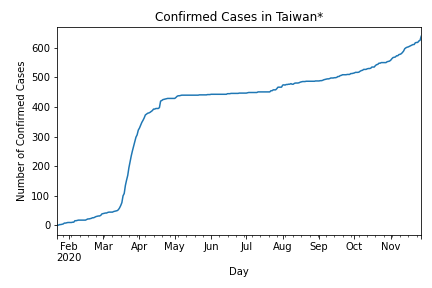 Confirmed Cases in Taiwan*
Number of Confirmed Cases
600
500
400
300
200
100
0
Feb Mar Apr May Jun Jul Aug Sep Oct Nov
2020
Day